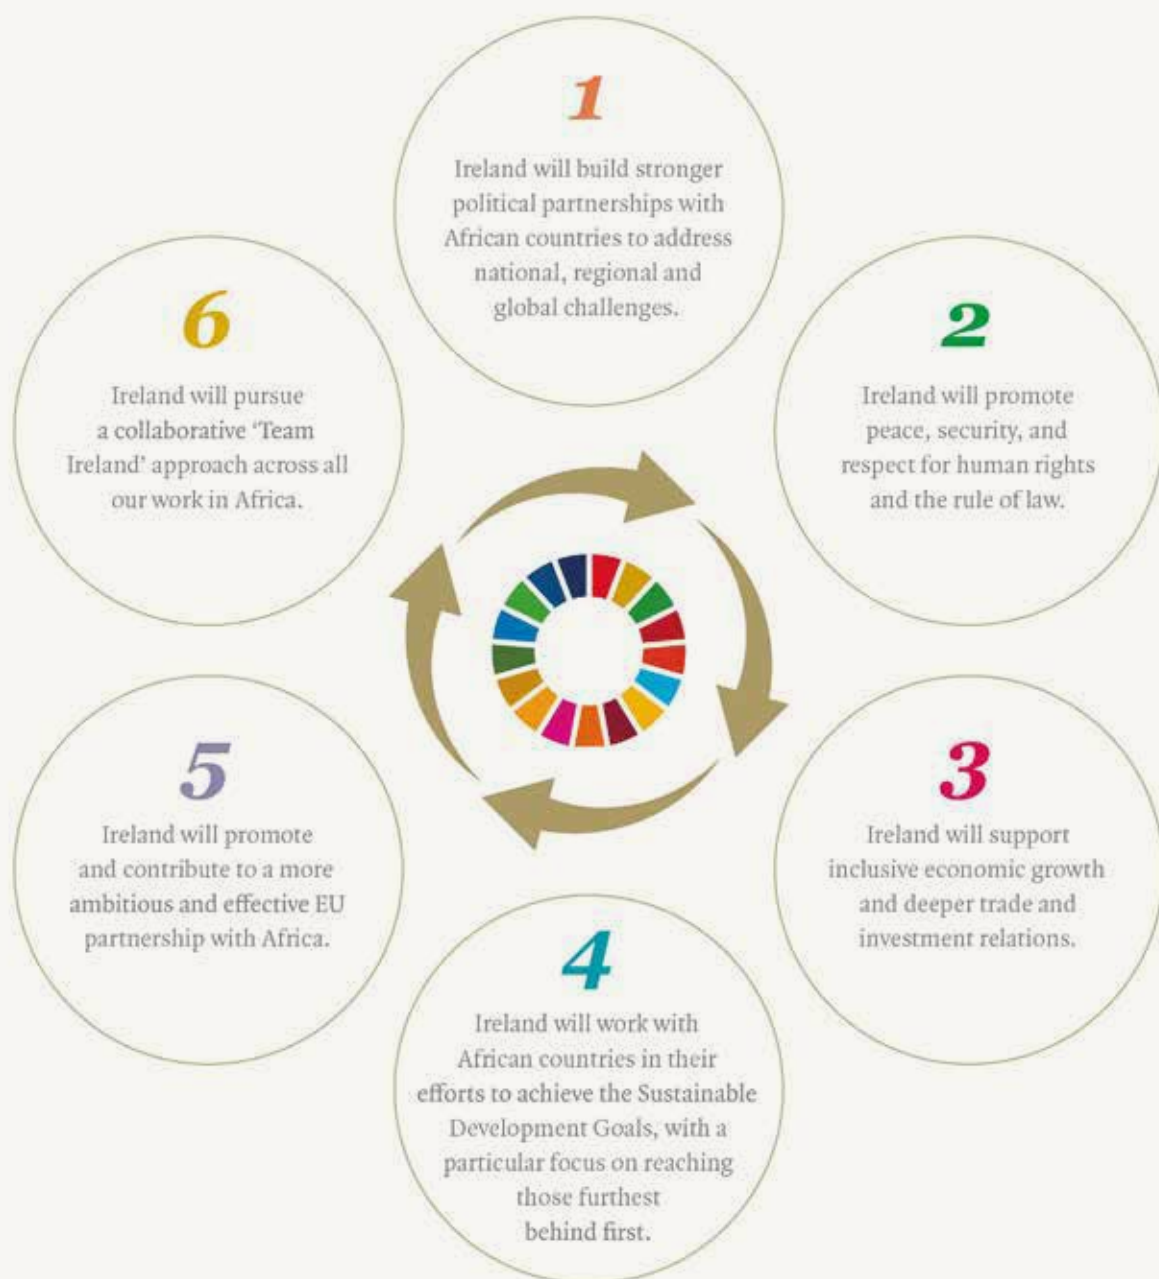 1
Ireland will build stronger
political partnerships with
African countries to address
national, regional and
global challenges.
2
Ireland will promote
peace, security, and
respect for human rights
and the rule of law.
3
Ireland will support
inclusive economic growth
and deeper trade and
investment relations.
4
Ireland will work with
African countries in their
efforts to achieve the Sustainable
Development Goals, with a
particular focus on reaching
those furthest
behind first.
5
Ireland will promote
and contribute to a more
ambitious and effective EU
partnership with Africa.
6
Ireland will pursue
a collaborative ‘Team
Ireland’ approach across all
our work in Africa.